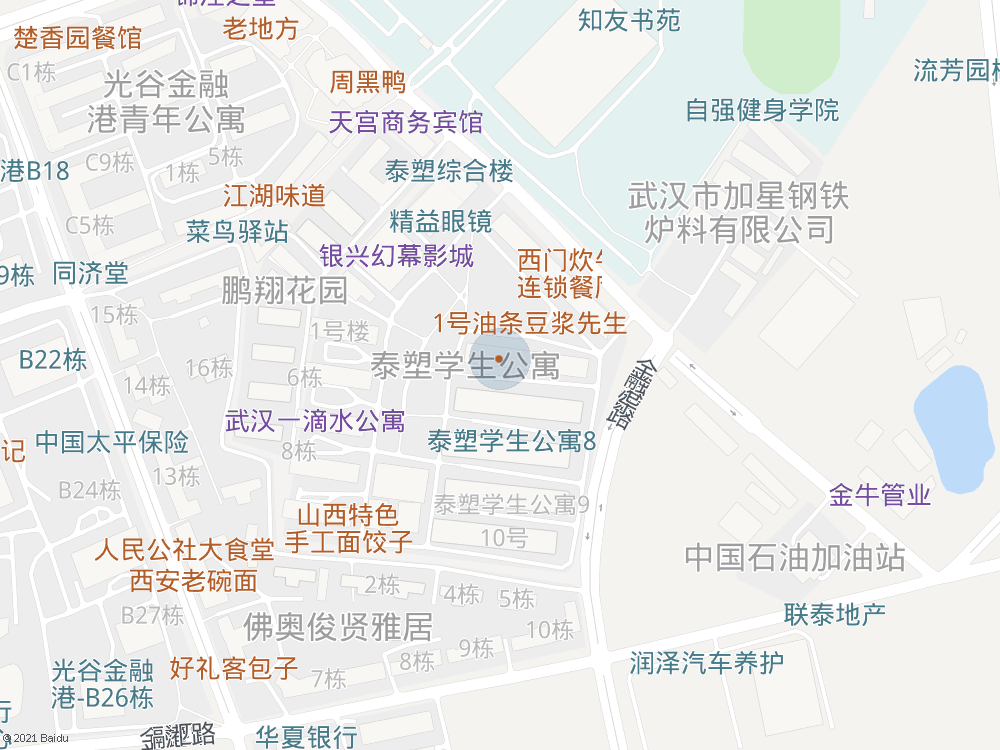 锦江之星
知友书苑
老地方
楚香园餐馆
C1栋
光谷金融
港青年公寓
周黑鸭
流芳园
自强健身学院
天宫商务宾馆
C9栋
5栋
1栋
港B18
泰塑综合楼
江湖味道
武汉市加星钢铁
炉料有限公司
C5栋
菜鸟驿站
精益眼镜
银兴幻幕影城
西门炊
连锁餐厅
9栋
同济堂
鹏翔花园
15栋
1号楼
1号油条豆浆先生
B22栋
16栋
泰塑学生公寓
6栋
14栋
金融港路
武汉一滴水公寓
记
中国太平保险
8栋
泰塑学生公寓8
13栋
B24栋
泰塑学生公寓9
金牛管业
山西特色
手工面饺子
10号
人民公社大食堂
中国石油加油站
西安老碗面
2栋
4栋
5栋
B27栋
联泰地产
佛奥俊贤雅居
10栋
9栋
8栋
光谷金融
港-B26栋
好礼客包子
7栋
润泽汽车养护
行
华夏银行
© 2021 Baidu